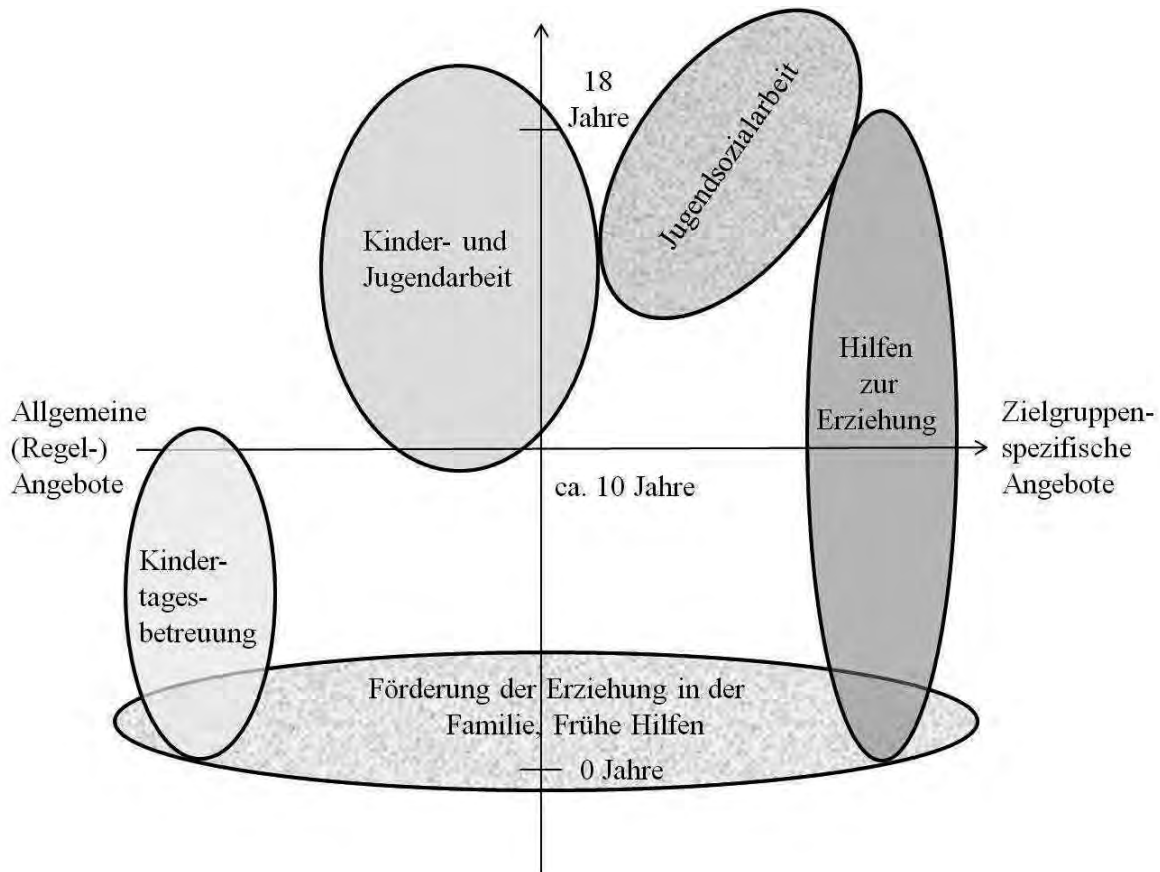 18
Jahre
Jugendsozialarbeit
Kinder- und
Jugendarbeit
Hilfen
zur
Erziehung
Allgemeine
(Regel-)
Angebote
Zielgruppen-
spezifische
Angebote
ca. 10 Jahre
Kinder-
tages-
betreuung
Förderung der Erziehung in der
Familie, Frühe Hilfen
0 Jahre